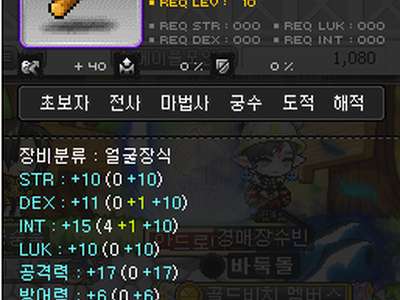 REQ LEV : 10
REQ STR : 000 REQ LUK : 000
REQ DEX : 000 REQ INT : 000
1,080
+ 40 0 % 0 %
초보자 전사 마법사 궁수 도적 해적
장비분류 : 얼굴장식
STR : +10 (0 +10)
DEX : +11 (0 +1 +10)
INT : +15 (4 +1 +10)
LUK : +10 (0 +10)
경매장수빈
공격력 : +17 (0 +17)
바둑돌
방어력 : +6 (0 +6)